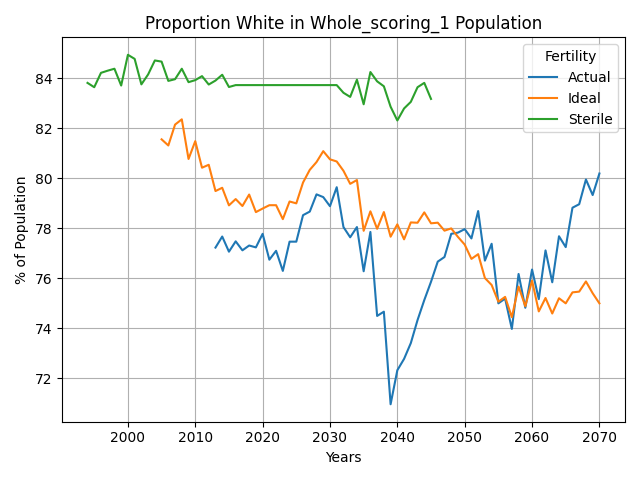 Proportion White in Whole_scoring_1 Population
Fertility
Actual
Ideal
Sterile
% of Population
84
82
80
78
76
74
72
2000
2010
2020
2030
2040
2050
2060
2070
Years